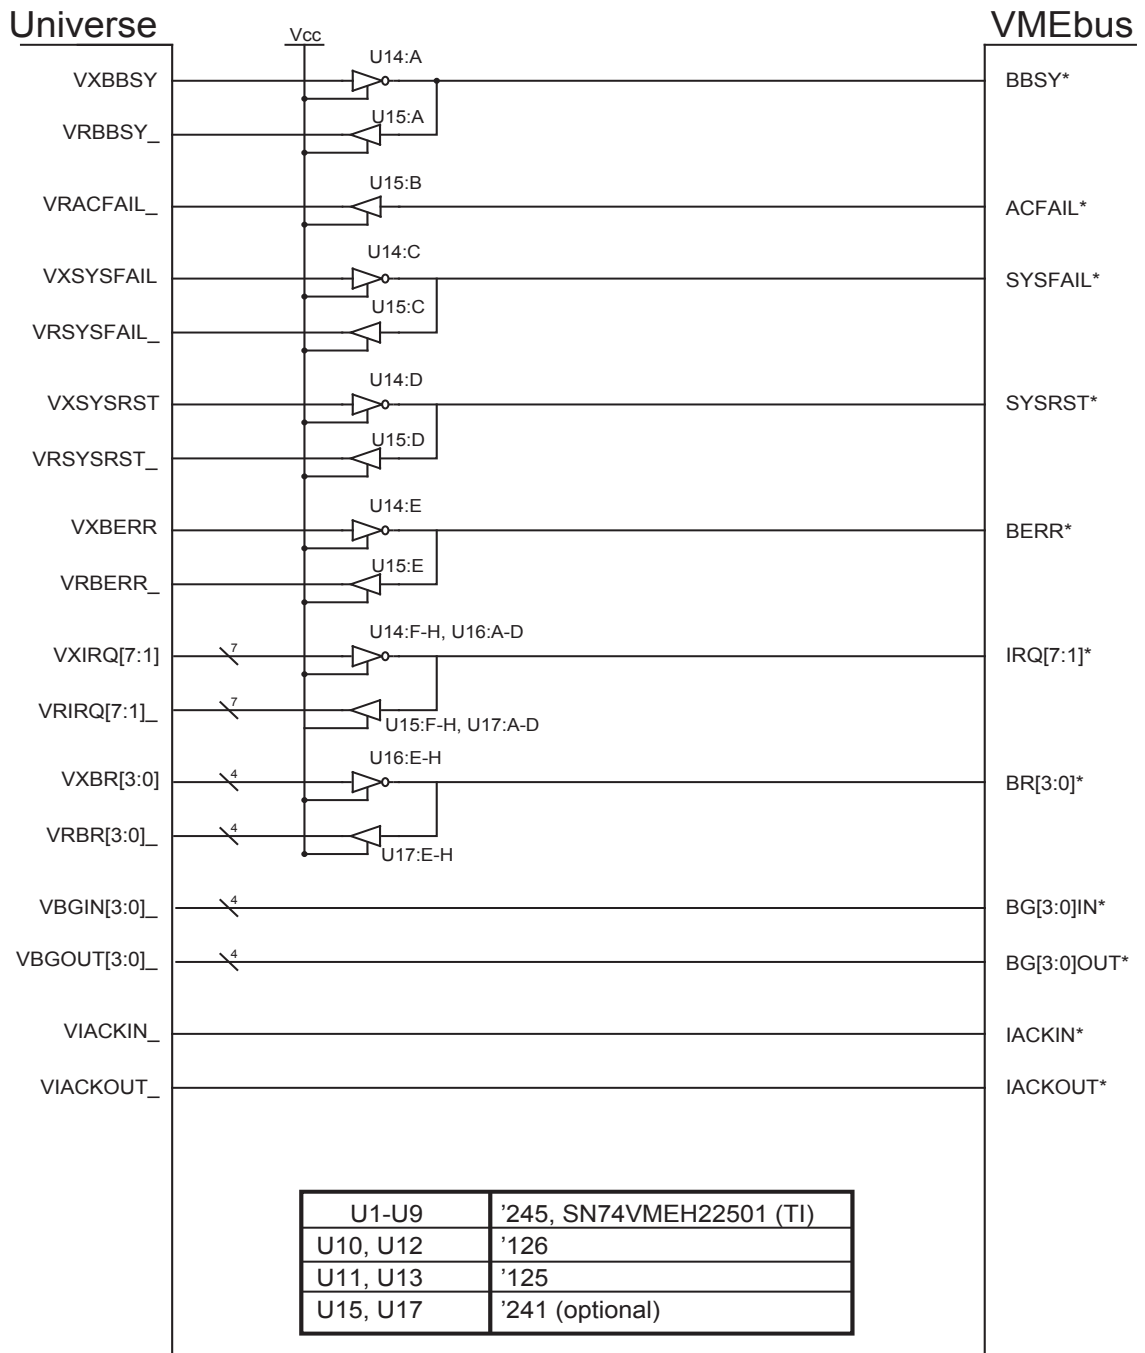 Universe
Vcc
VMEbus
U14:A
VXBBSY
BBSY*
U15:A
VRBBSY_
U15:B
VRACFAIL_
ACFAIL*
U14:C
VXSYSFAIL
SYSFAIL*
U15:C
VRSYSFAIL_
U14:D
VXSYSRST
SYSRST*
U15:D
VRSYSRST_
U14:E
VXBERR
BERR*
U15:E
VRBERR_
U14:F-H, U16:A-D
VXIRQ[7:1]
7
IRQ[7:1]*
VRIRQ[7:1]_
7
U15:F-H, U17:A-D
U16:E-H
VXBR[3:0]
4
BR[3:0]*
VRBR[3:0]_
4
U17:E-H
VBGIN[3:0]_
4
BG[3:0]IN*
VBGOUT[3:0]_
4
BG[3:0]OUT*
VIACKIN_
IACKIN*
VIACKOUT_
IACKOUT*
U1-U9 ’245, SN74VMEH22501 (TI)
U10, U12 ’126
U11, U13 ’125
U15, U17 ’241 (optional)